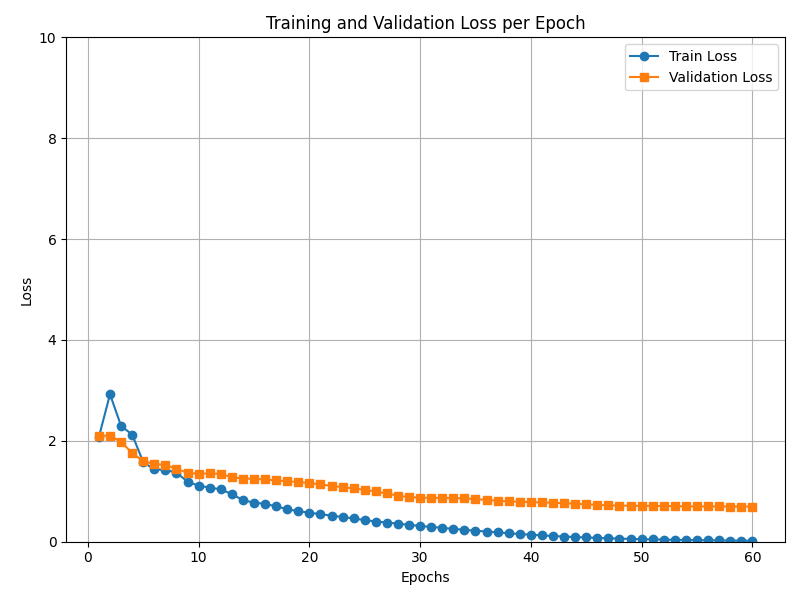 Training and Validation Loss per Epoch
Train Loss
Validation Loss
10
8
6
4
2
0
Loss
0 10 20 30 40 50 60
Epochs